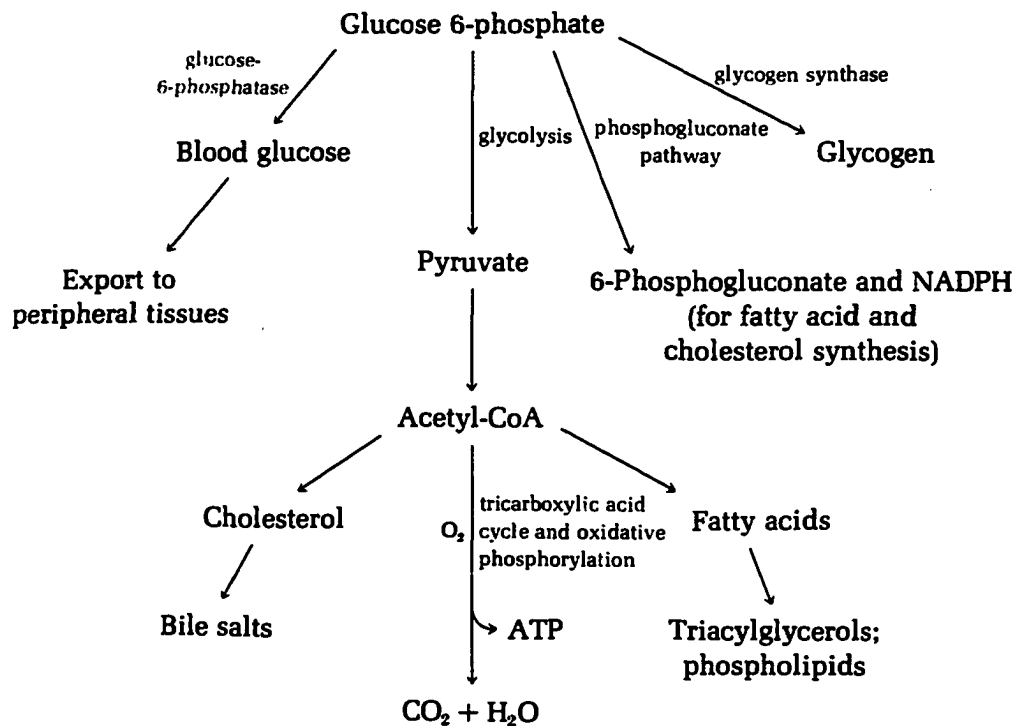 Glucose 6-phosphate
glucose-
6-phosphatase
glycogen synthase
glycolysis
phosphogluconate
pathway
Blood glucose
Glycogen
Export to
peripheral tissues
Pyruvate
6-Phosphogluconate and NADPH
(for fatty acid and
cholesterol synthesis)
Acetyl-CoA
Cholesterol
O₂
tricarboxylic acid
cycle and oxidative
phosphorylation
Fatty acids
Bile salts
ATP
Triacylglycerols;
phospholipids
CO₂ + H₂O